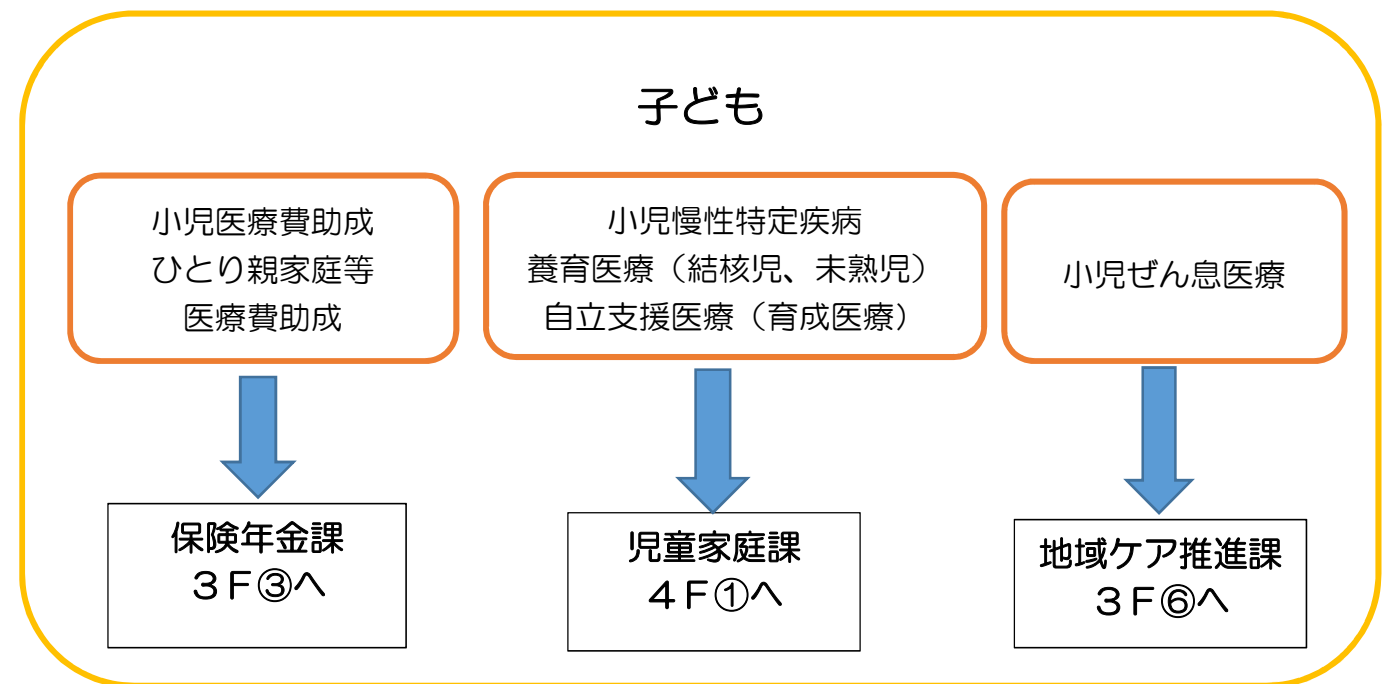 子ども
小児医療費助成
ひとり親家庭等
医療費助成
小児慢性特定疾病
養育医療（結核児、未熟児）
自立支援医療（育成医療）
小児ぜん息医療
保険年金課
３Ｆ③へ
児童家庭課
４Ｆ①へ
地域ケア推進課
３Ｆ⑥へ